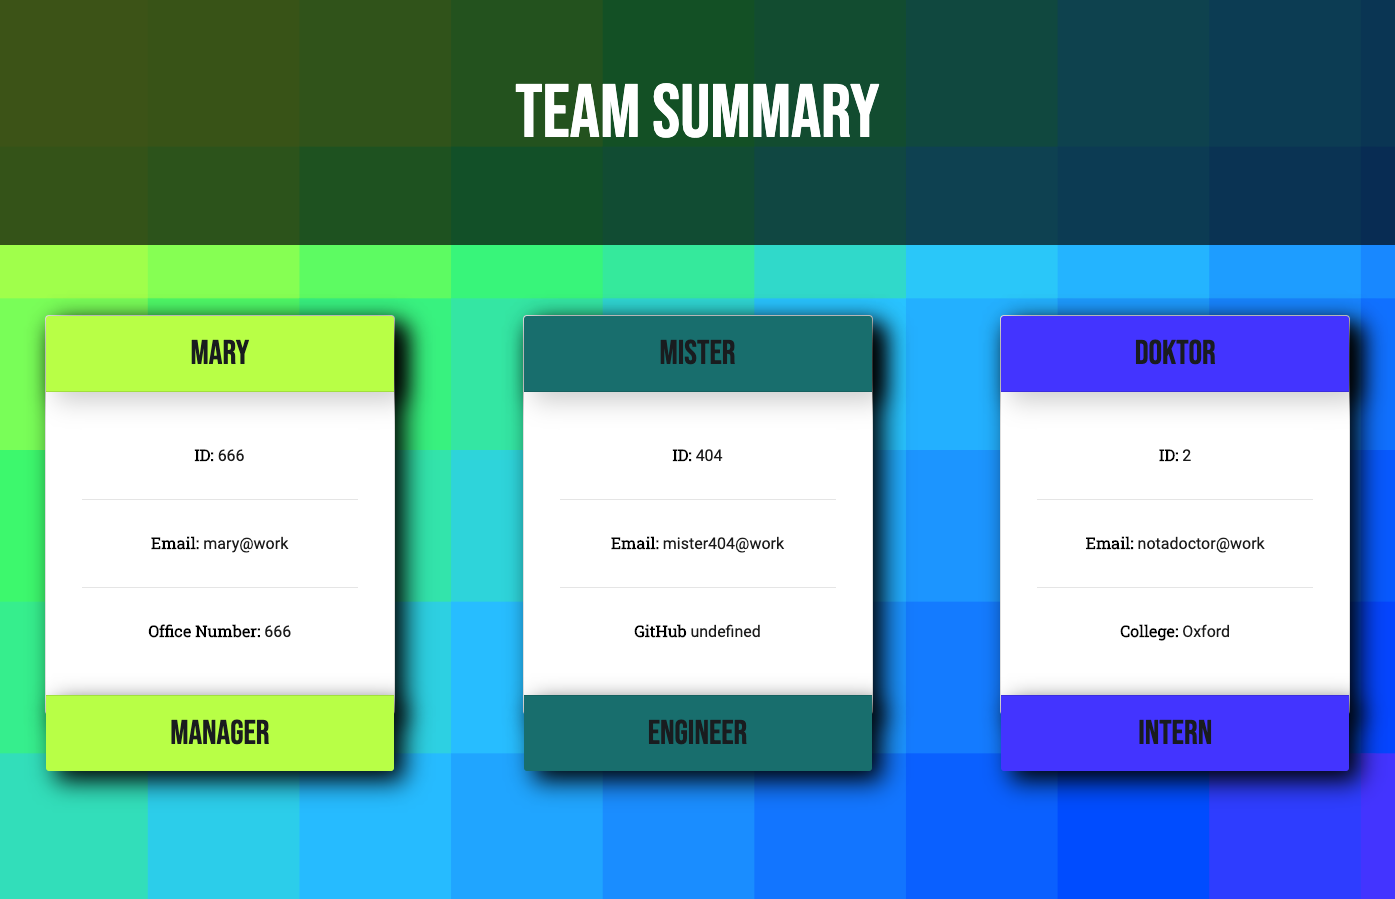 TEAM SUMMARY
MARY
ID: 666
Email: mary@work
Office Number: 666
MANAGER
MISTER
ID: 404
Email: mister404@work
GitHub undefined
ENGINEER
DOKTOR
ID: 2
Email: notadoctor@work
College: Oxford
INTERN